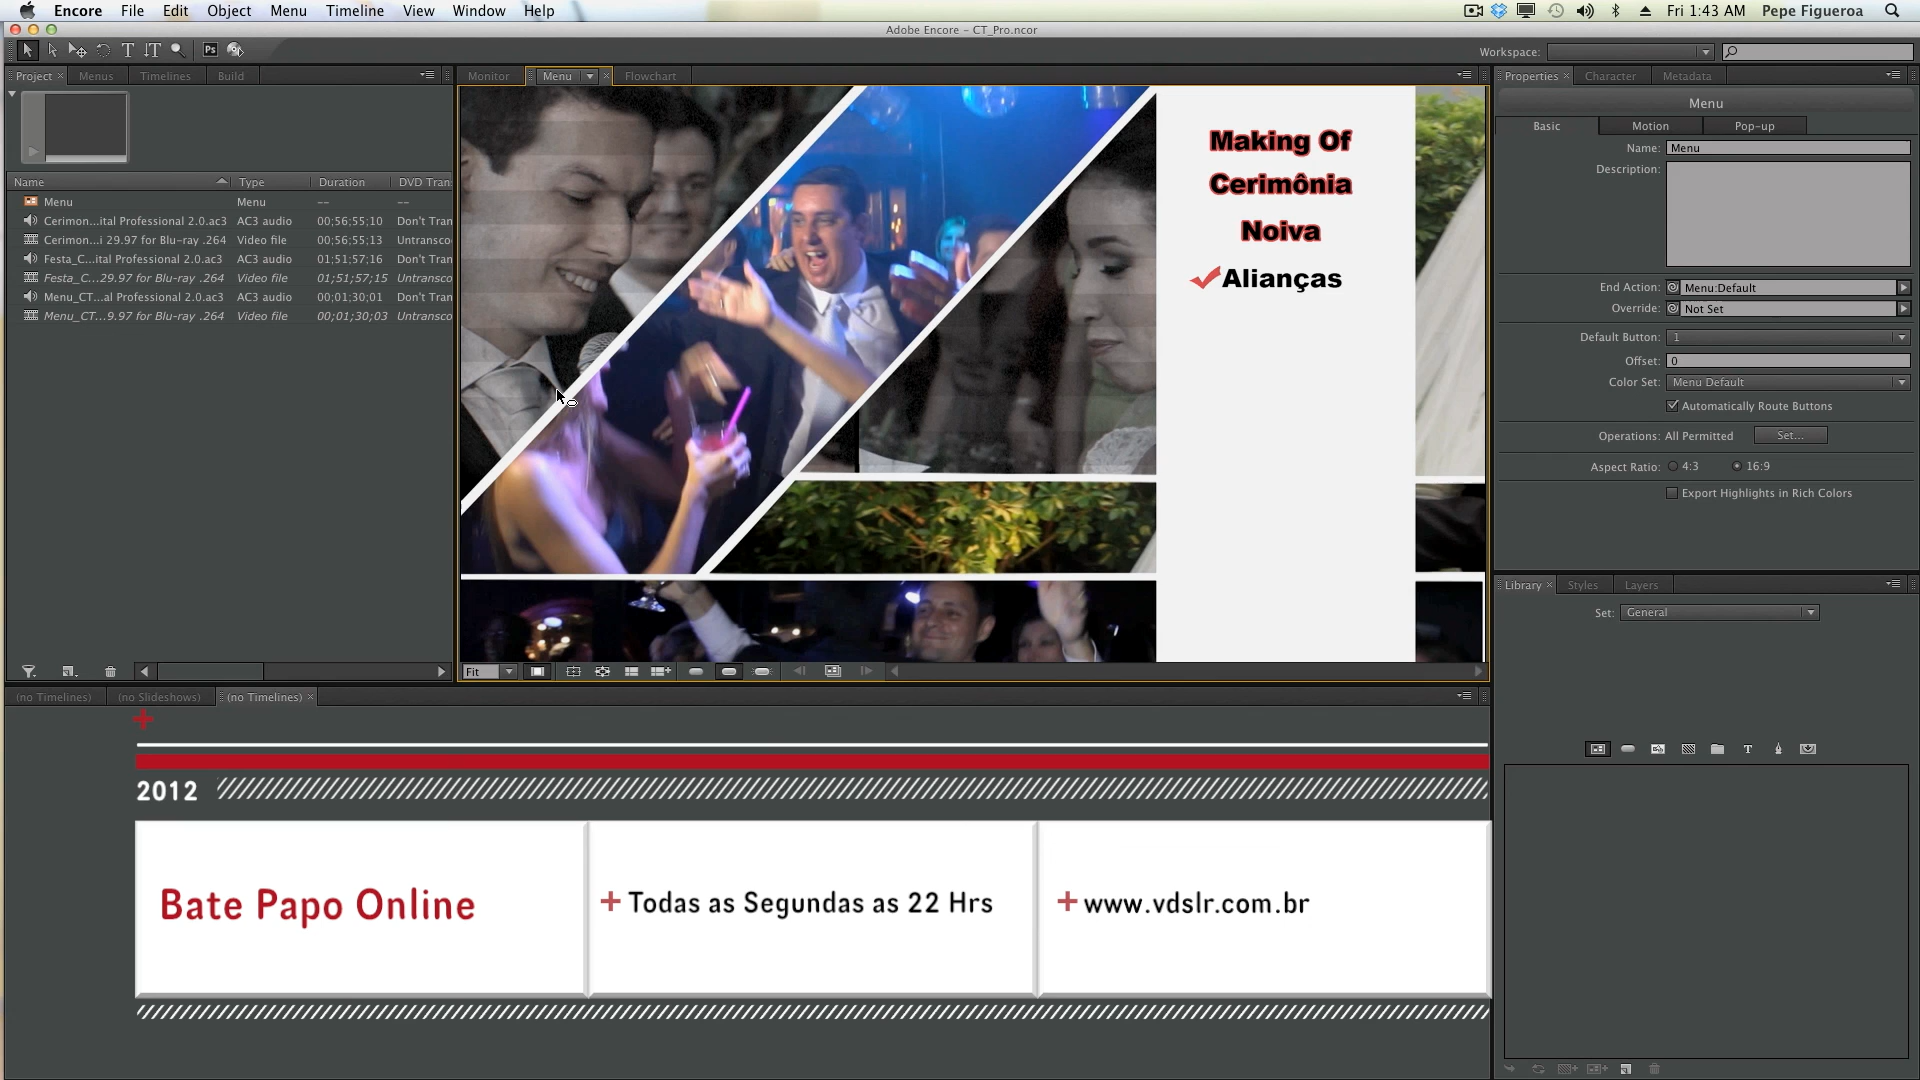 Encore File Edit Object Menu Timeline View Window Help
Fri 1:43 AM Pepe Figueroa
Adobe Encore - CT_Pro.ncor
Ps
Workspace:
Project Menus Timelines Build
Monitor Menu Flowchart
Properties Character Metadata
Menu
Basic Motion Pop-up
Name: Menu
Description:
End Action: Menu:Default
Override: Not Set
Default Button: 1
Offset: 0
Color Set: Menu Default
Automatically Route Buttons
Operations: All Permitted Set...
Aspect Ratio: 4:3 16:9
Export Highlights in Rich Colors
Name Type Duration DVD Tran
Menu Menu -- --
Cerimon...ital Professional 2.0.ac3 AC3 audio 00;56;55;10 Don't Tran
Cerimon...i 29.97 for Blu-ray .264 Video file 00;56;55;13 Untransco
Festa_C...ital Professional 2.0.ac3 AC3 audio 01;51;57;16 Don't Tran
Festa_C...29.97 for Blu-ray .264 Video file 01;51;57;15 Untransco
Menu_CT...al Professional 2.0.ac3 AC3 audio 00;01;30;01 Don't Tran
Menu_CT...9.97 for Blu-ray .264 Video file 00;01;30;03 Untransco
Making Of
Cerimônia
Noiva
Alianças
Fit
Library Styles Layers
Set: General
T
(no Timelines) (no Slideshows) (no Timelines)
2012
Bate Papo Online
+ Todas as Segundas as 22 Hrs
+ www.vdslr.com.br